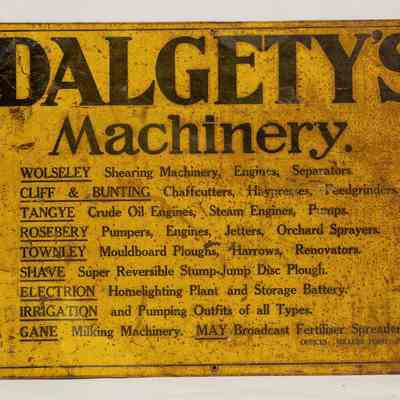 DALGETY'S
Machinery.
WOLSELEY Shearing Machinery, Engines, Separators.
CLIFF & BUNTING Chaffcutters, Haypresses, Feedgrinders.
TANGYE Crude Oil Engines, Steam Engines, Pumps.
ROSEBERY Pumpers, Engines, Jetters, Orchard Sprayers.
TOWNLEY Mouldboard Ploughs, Harrows, Renovators.
SHAVE Super Reversible Stump-Jump Disc Plough.
ELECTRION Homelighting Plant and Storage Battery.
IRRIGATION and Pumping Outfits of all Types.
GANE Milking Machinery. MAY Broadcast Fertiliser Spreader
OFFICES: MILLERS POINT